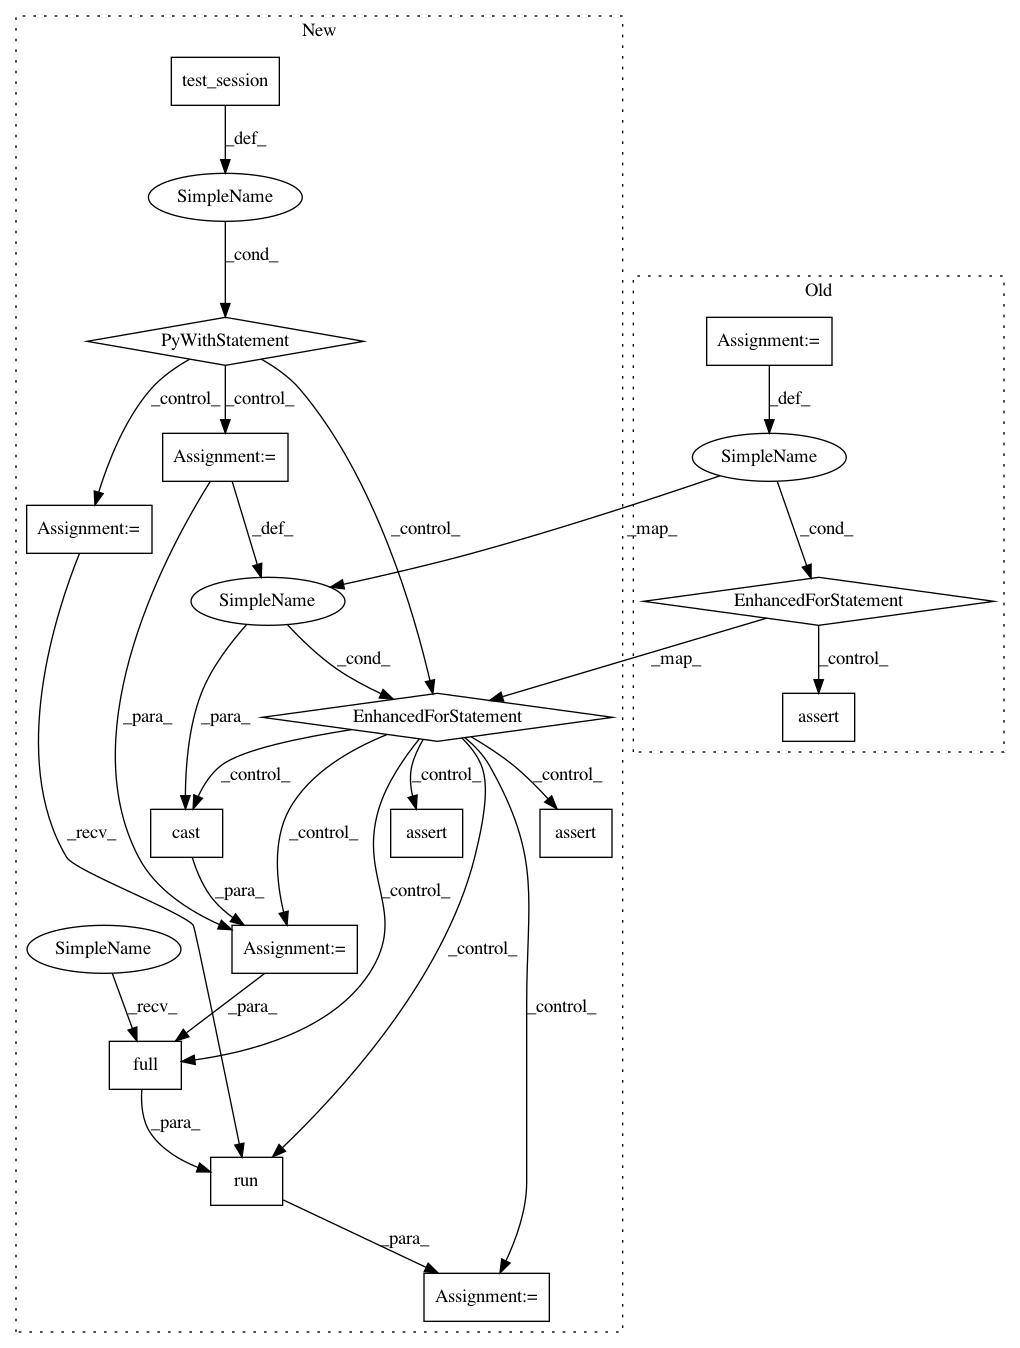 New
test_session
_def_
SimpleName
_cond_
Old
PyWithStatement
Assignment:=
_control_
_control_
_def_
Assignment:=
SimpleName
Assignment:=
_def_
_control_
_map_
_cond_
SimpleName
EnhancedForStatement
_cond_
_map_
_control_
_para_
_para_
EnhancedForStatement
assert
_control_
_control_
_control_
_recv_
cast
_control_
assert
assert
_para_
_control_
SimpleName
Assignment:=
_control_
_recv_
_para_
_control_
full
_para_
run
_para_
Assignment:=